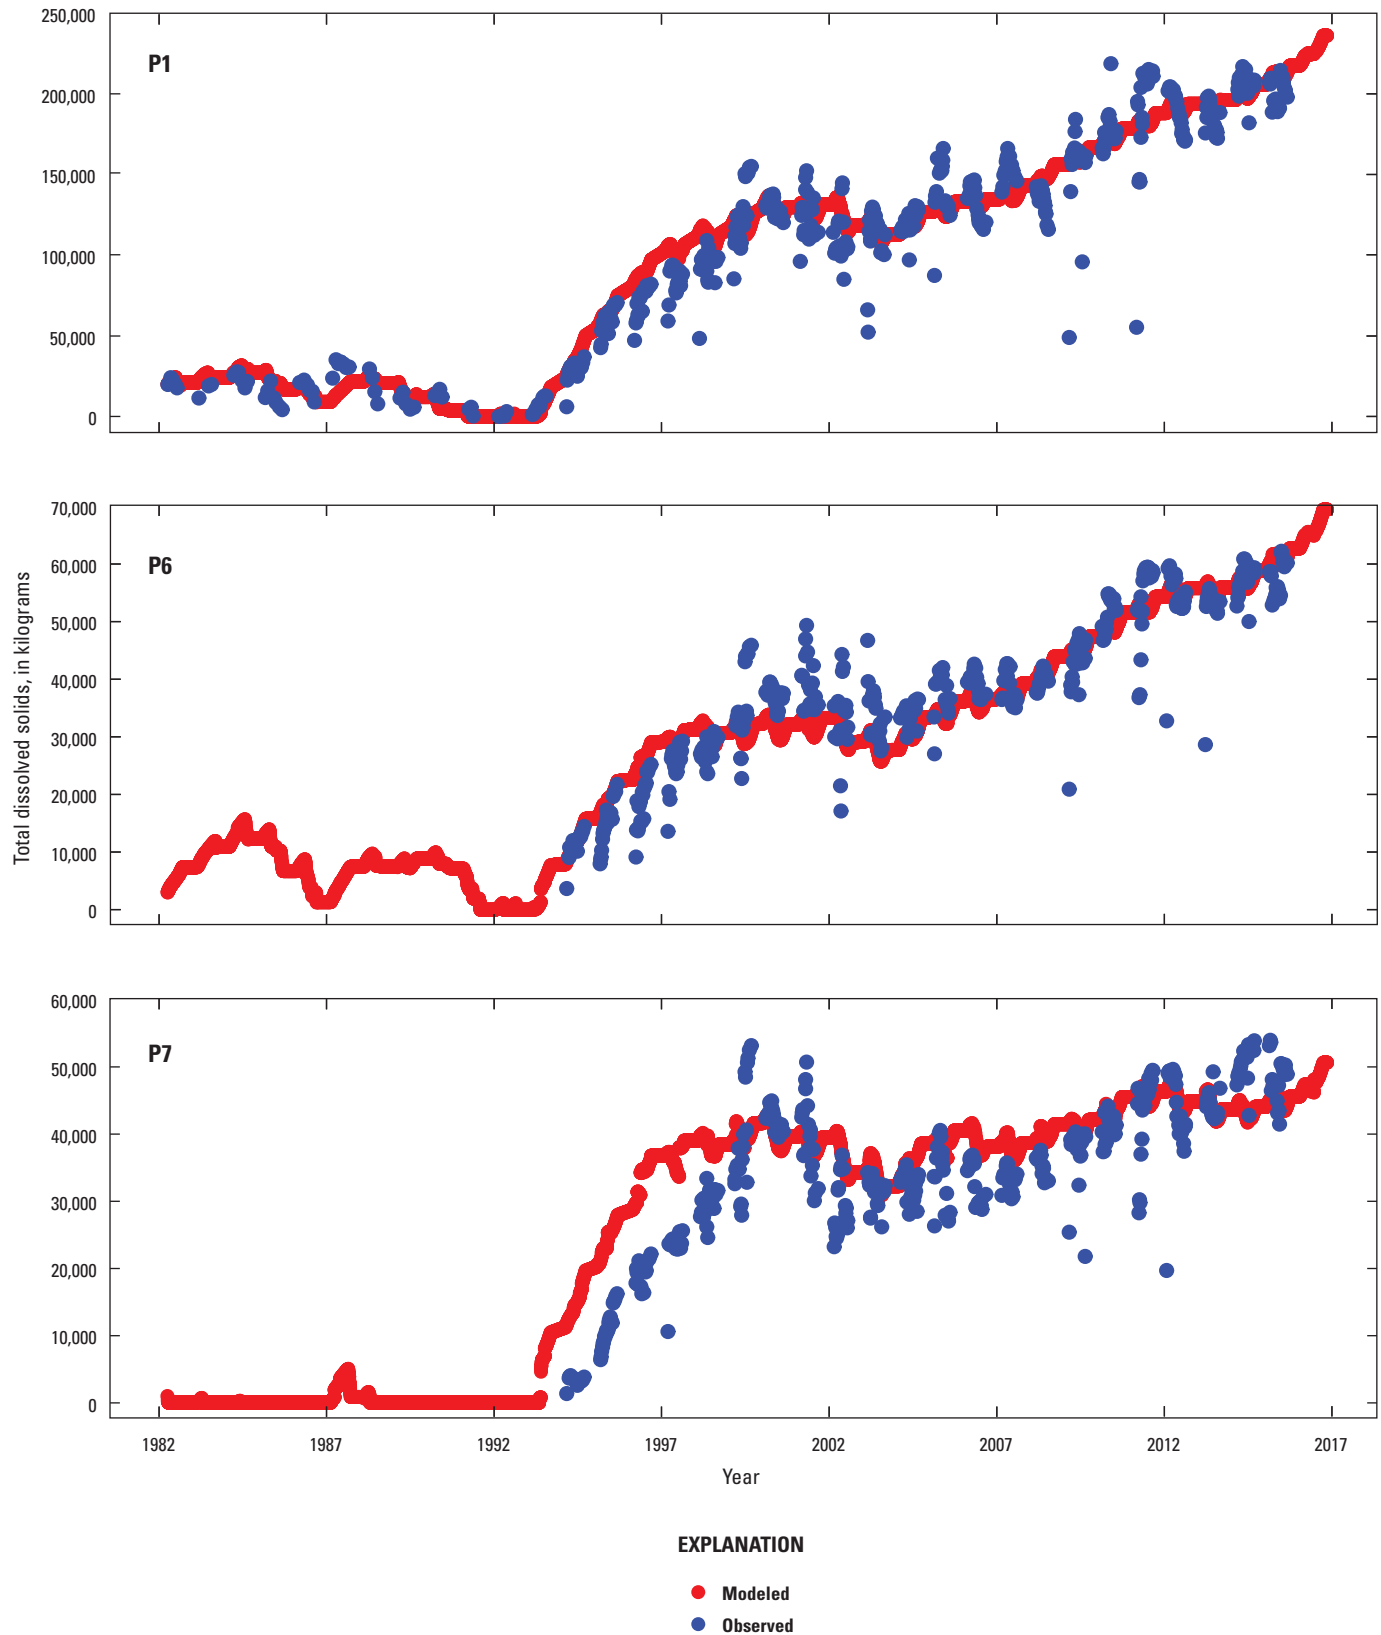 250,000
P1
200,000
150,000
100,000
50,000
0
Total dissolved solids, in kilograms
70,000
P6
60,000
50,000
40,000
30,000
20,000
10,000
0
60,000
P7
50,000
40,000
30,000
20,000
10,000
0
1982 1987 1992 1997 2002 2007 2012 2017
Year
EXPLANATION
Modeled
Observed